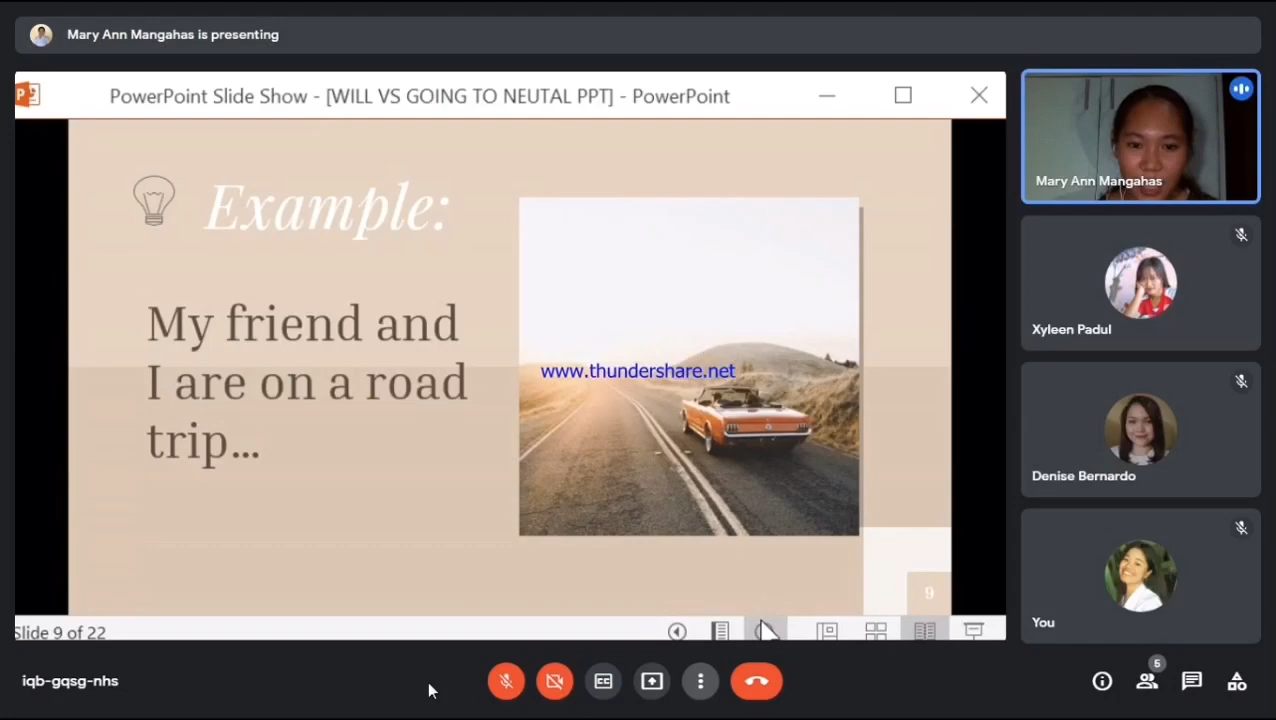 Mary Ann Mangahas is presenting
P
PowerPoint Slide Show - [WILL VS GOING TO NEUTAL PPT] - PowerPoint
Example:
My friend and
I are on a road
trip...
www.thundershare.net
9
Slide 9 of 22
Mary Ann Mangahas
Xyleen Padul
Denise Bernardo
You
iqb-gqsg-nhs
CC
5